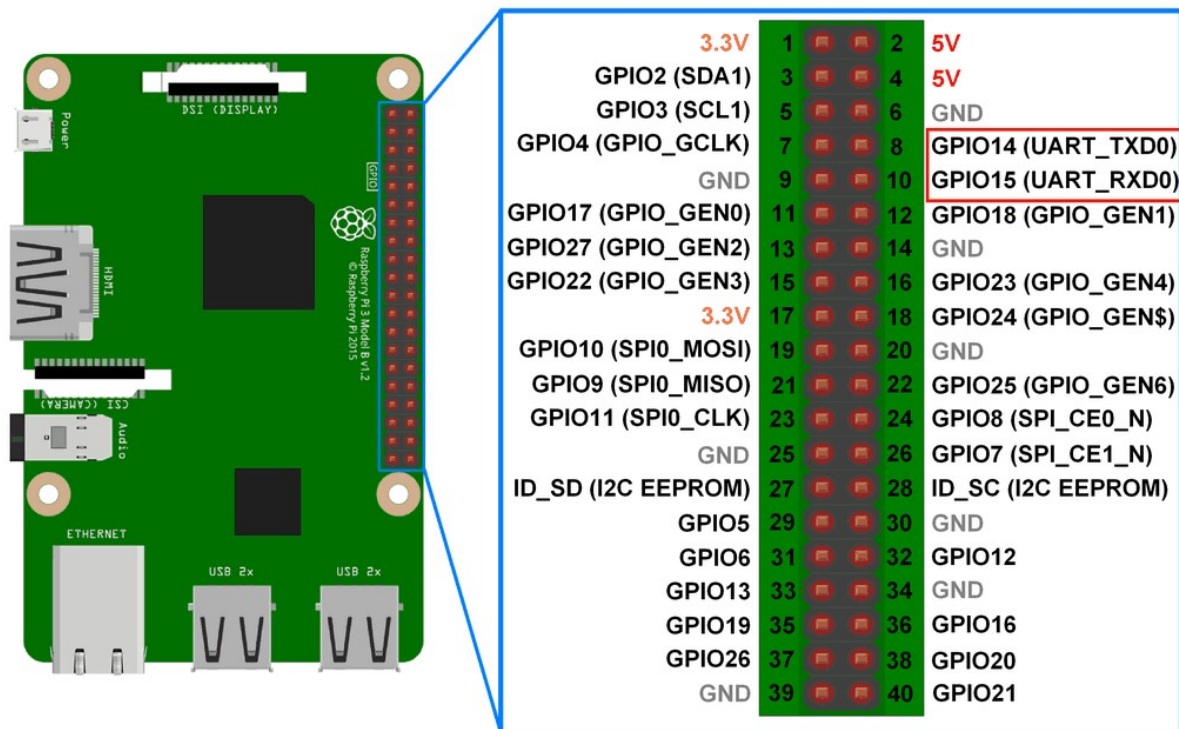 DSI (DISPLAY)
Power
GPIO
HDMI
Raspberry Pi 3 Model B v1.2
© Raspberry Pi 2015
CSI (CAMERA)
Audio
ETHERNET
USB 2x
USB 2x
3.3V 1 2 5V
GPIO2 (SDA1) 3 4 5V
GPIO3 (SCL1) 5 6 GND
GPIO4 (GPIO_GCLK) 7 8 GPIO14 (UART_TXD0)
GND 9 10 GPIO15 (UART_RXD0)
GPIO17 (GPIO_GEN0) 11 12 GPIO18 (GPIO_GEN1)
GPIO27 (GPIO_GEN2) 13 14 GND
GPIO22 (GPIO_GEN3) 15 16 GPIO23 (GPIO_GEN4)
3.3V 17 18 GPIO24 (GPIO_GEN$)
GPIO10 (SPI0_MOSI) 19 20 GND
GPIO9 (SPI0_MISO) 21 22 GPIO25 (GPIO_GEN6)
GPIO11 (SPI0_CLK) 23 24 GPIO8 (SPI_CE0_N)
GND 25 26 GPIO7 (SPI_CE1_N)
ID_SD (I2C EEPROM) 27 28 ID_SC (I2C EEPROM)
GPIO5 29 30 GND
GPIO6 31 32 GPIO12
GPIO13 33 34 GND
GPIO19 35 36 GPIO16
GPIO26 37 38 GPIO20
GND 39 40 GPIO21